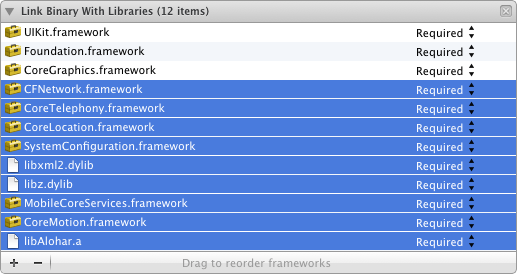 Link Binary With Libraries (12 items)
UIKit.framework Required
Foundation.framework Required
CoreGraphics.framework Required
CFNetwork.framework Required
CoreTelephony.framework Required
CoreLocation.framework Required
SystemConfiguration.framework Required
libxml2.dylib Required
libz.dylib Required
MobileCoreServices.framework Required
CoreMotion.framework Required
libAlohar.a Required
+ − Drag to reorder frameworks